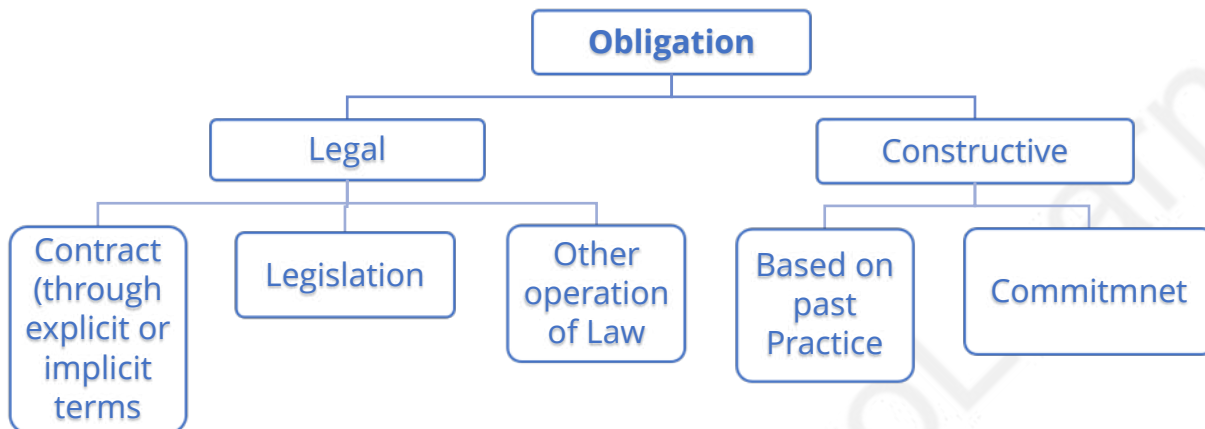 Obligation
Legal
Constructive
Contract
(through
explicit or
implicit
terms
Legislation
Other
operation
of Law
Based on
past
Practice
Commitmnet